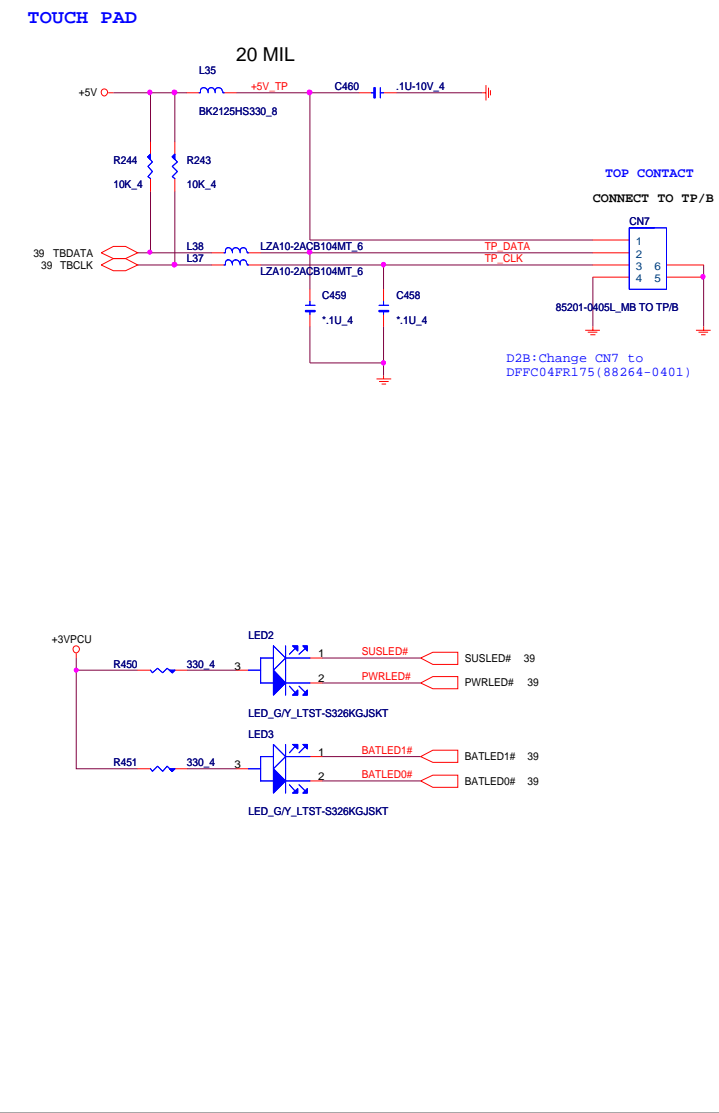 TOUCH PAD
20 MIL
L35
+5V
+5V_TP
C460
.1U-10V_4
BK2125HS330_8
R244
R243
10K_4
10K_4
TOP CONTACT
CONNECT TO TP/B
CN7
39 TBDATA
L38
LZA10-2ACB104MT_6
TP_DATA
39 TBCLK
L37
LZA10-2ACB104MT_6
TP_CLK
1
2
3 6
4 5
C459
C458
*.1U_4
*.1U_4
85201-0405L_MB TO TP/B
D2B:Change CN7 to
DFFC04FR175(88264-0401)
+3VPCU
LED2
R450
330_4
3
1
SUSLED#
SUSLED# 39
2
PWRLED#
PWRLED# 39
LED_G/Y_LTST-S326KGJSKT
LED3
R451
330_4
3
1
BATLED1#
BATLED1# 39
2
BATLED0#
BATLED0# 39
LED_G/Y_LTST-S326KGJSKT